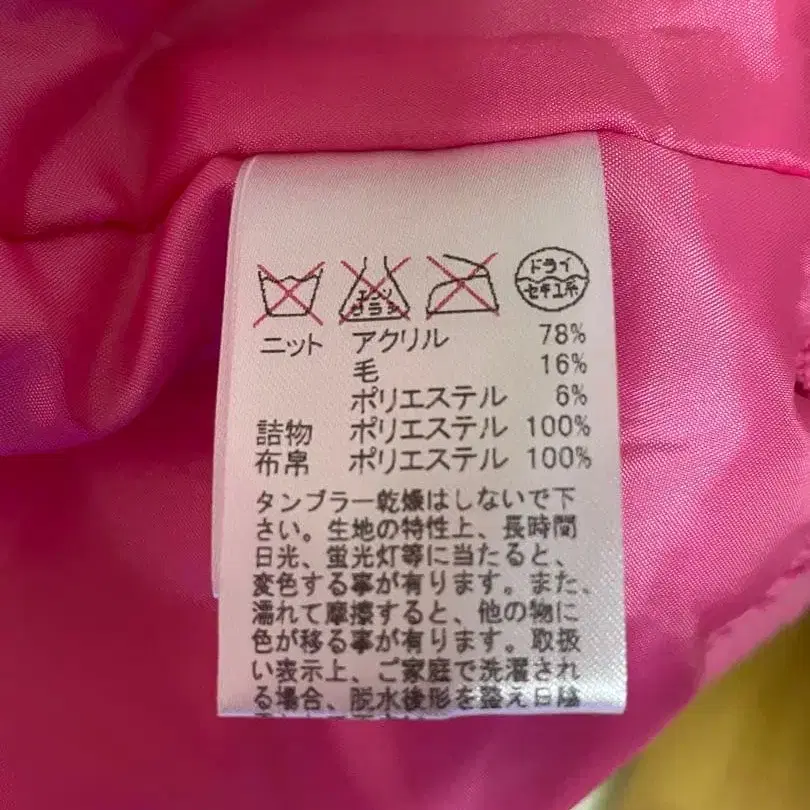 エンソ サラシ ドライ セキユ系
ニット アクリル 78%
毛 16%
ポリエステル 6%
詰物 ポリエステル 100%
布帛 ポリエステル 100%
タンブラー乾燥はしないで下
さい。生地の特性上、長時間
日光、蛍光灯等に当たると、
変色する事が有ります。また、
濡れて摩擦すると、他の物に
色が移る事が有ります。取扱
い表示上、ご家庭で洗濯され
る場合、脱水後形を整え日陰